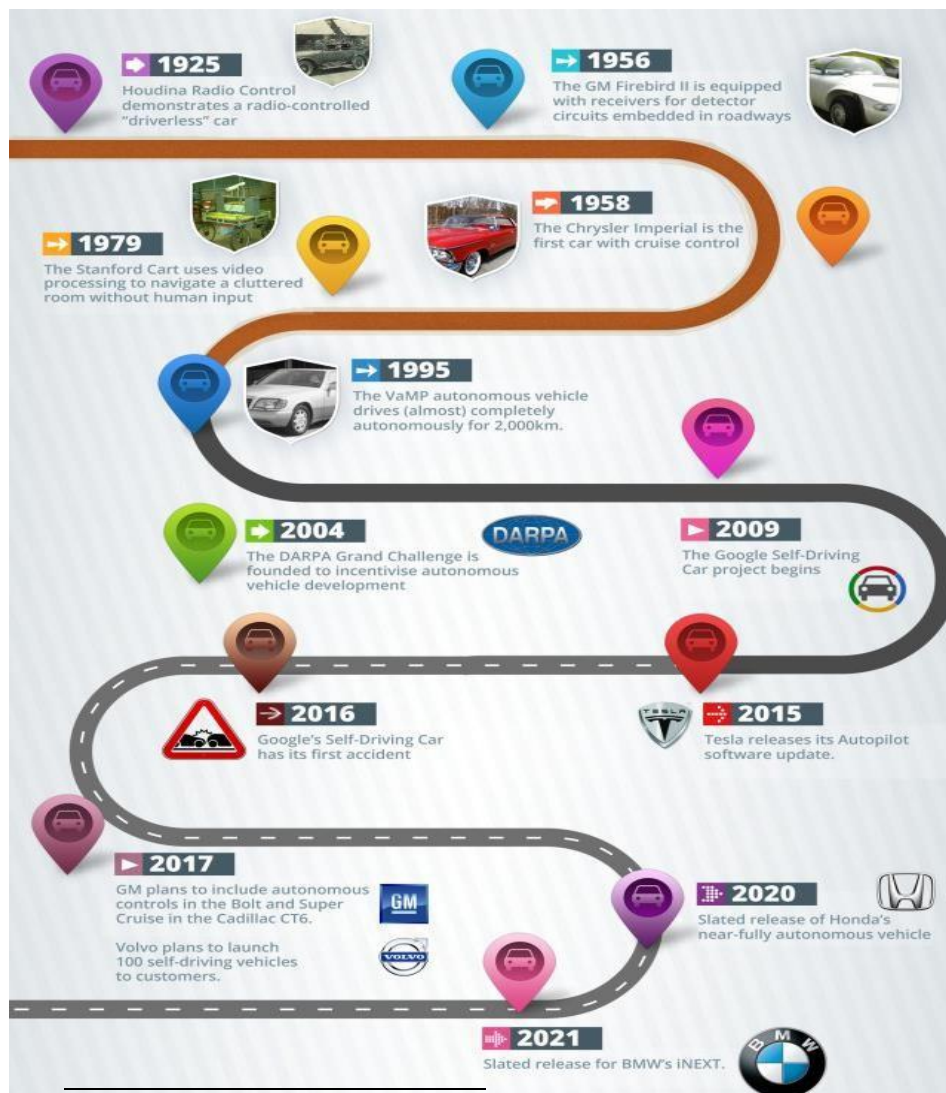 1925
Houdina Radio Control
demonstrates a radio-controlled
“driverless” car
1956
The GM Firebird II is equipped
with receivers for detector
circuits embedded in roadways
1958
The Chrysler Imperial is the
first car with cruise control
1979
The Stanford Cart uses video
processing to navigate a cluttered
room without human input
1995
The VaMP autonomous vehicle
drives (almost) completely
autonomously for 2,000km.
2004
The DARPA Grand Challenge is
founded to incentivise autonomous
vehicle development
DARPA
2009
The Google Self-Driving
Car project begins
2015
Tesla releases its Autopilot
software update.
TESLA
2016
Google's Self-Driving Car
has its first accident
2017
GM plans to include autonomous
controls in the Bolt and Super
Cruise in the Cadillac CT6.
GM
Volvo plans to launch
100 self-driving vehicles
to customers.
VOLVO
2020
Slated release of Honda's
near-fully autonomous vehicle
2021
Slated release for BMW's iNEXT.
BMW